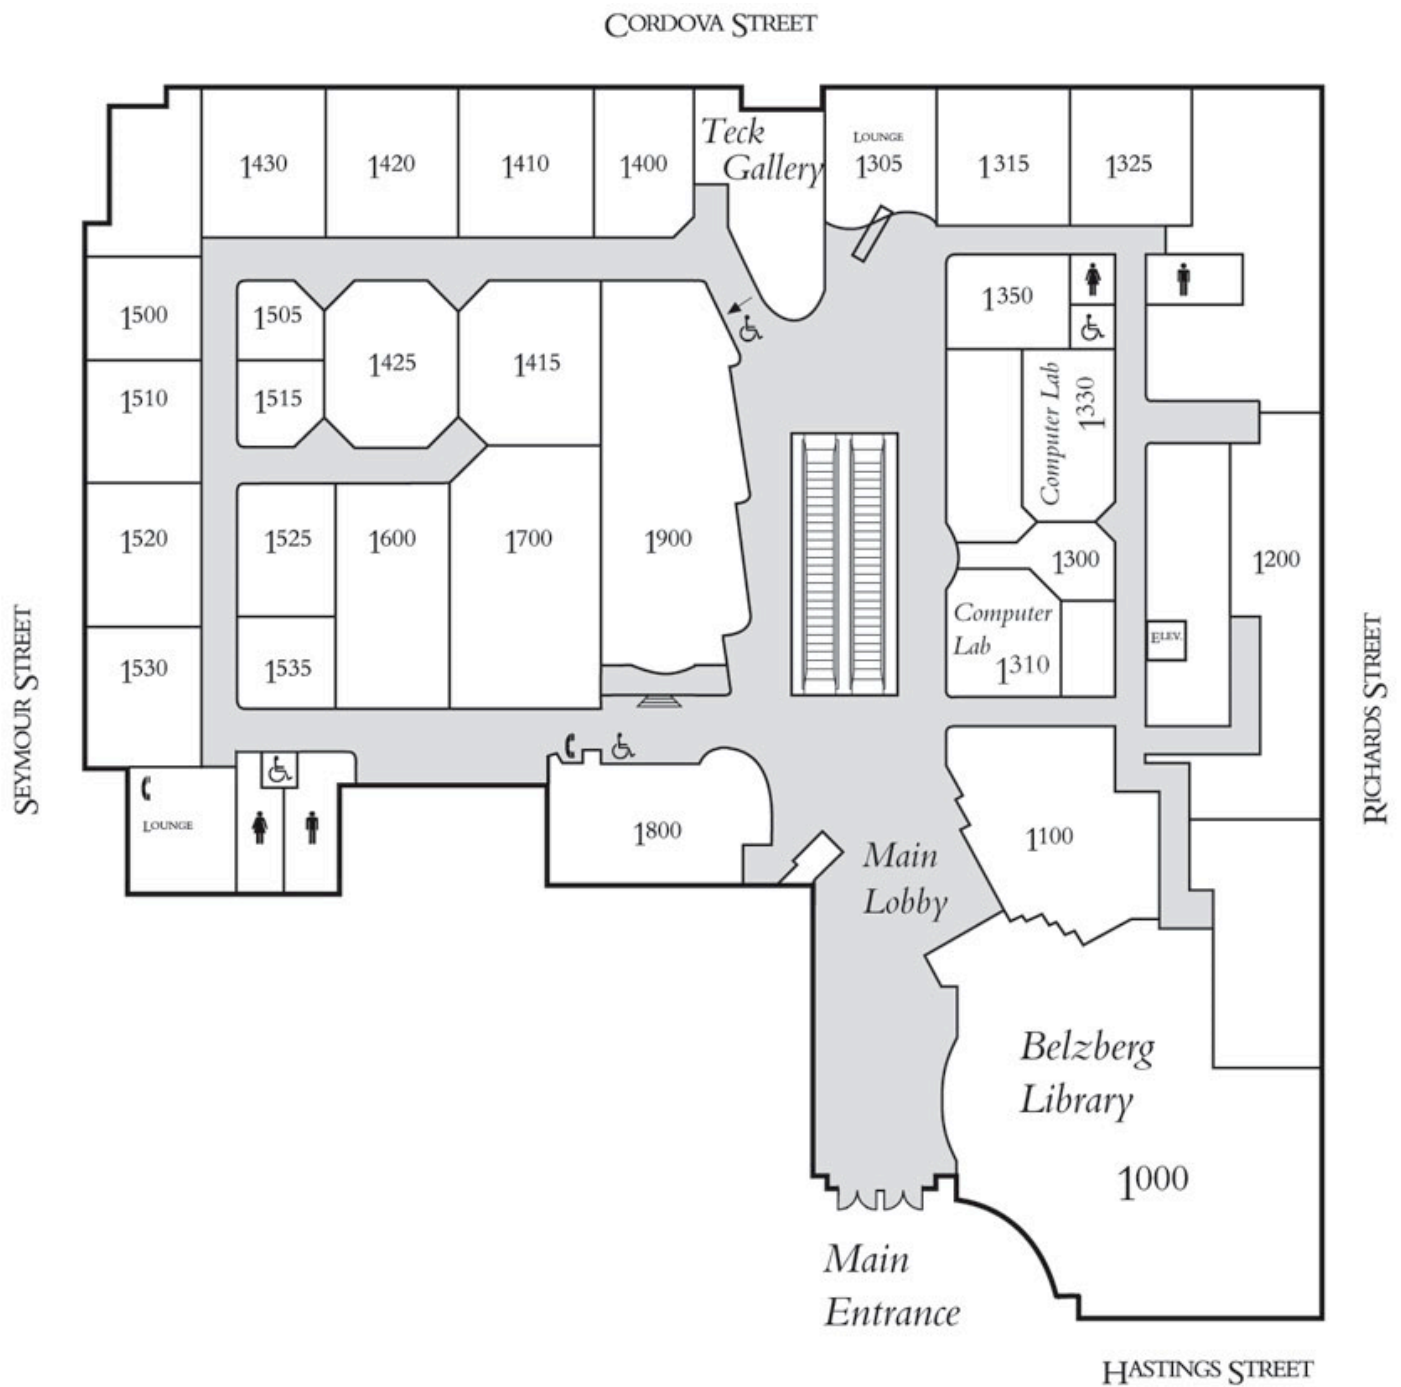 CORDOVA STREET
Teck
Gallery
LOUNGE
1430
1420
1410
1400
1305
1315
1325
1500
1505
1350
1425
1415
1510
1515
Computer Lab
1330
1520
1525
1600
1700
1900
1300
1200
Computer
Lab
1310
ELEV.
1530
1535
SEYMOUR STREET
RICHARDS STREET
LOUNGE
1800
1100
Main
Lobby
Belzberg
Library
1000
Main
Entrance
HASTINGS STREET